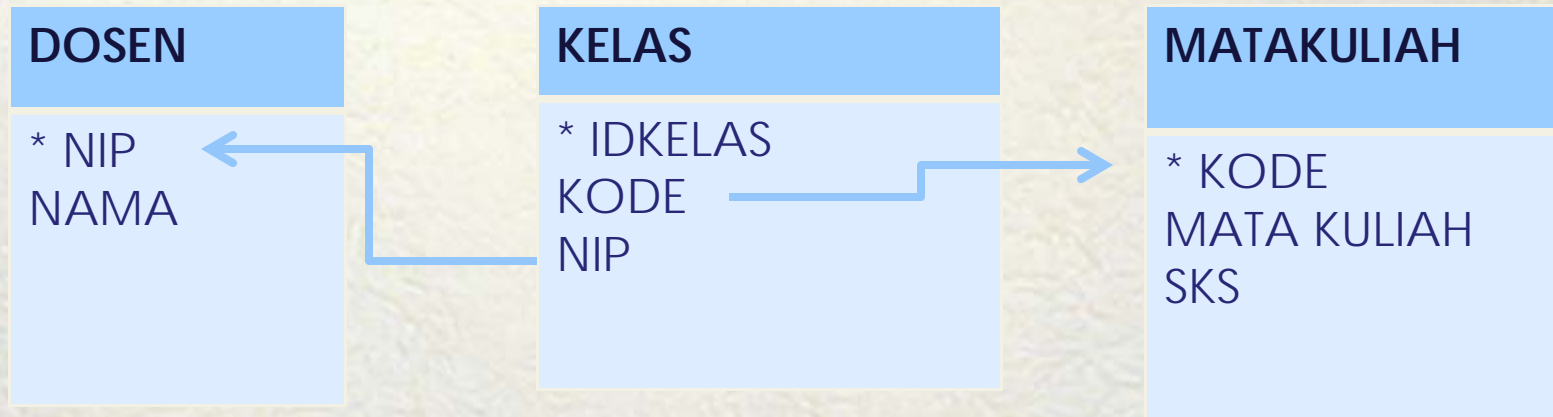 DOSEN
* NIP
NAMA
KELAS
* IDKELAS
KODE
NIP
MATAKULIAH
* KODE
MATA KULIAH
SKS